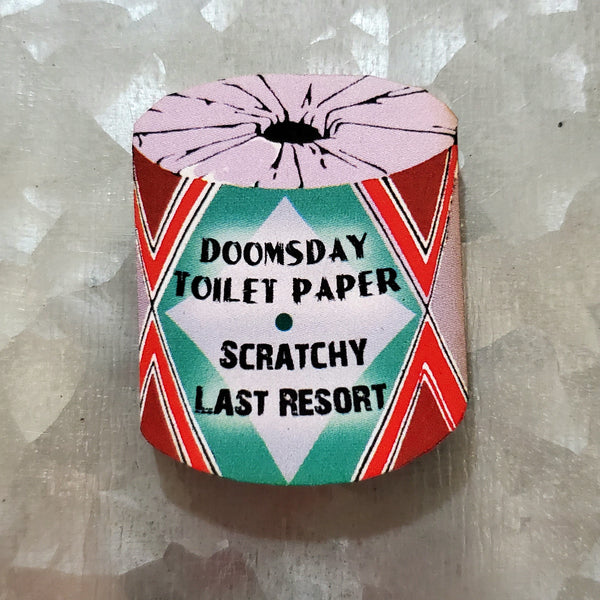 DOOMSDAY
TOILET PAPER
SCRATCHY
LAST RESORT